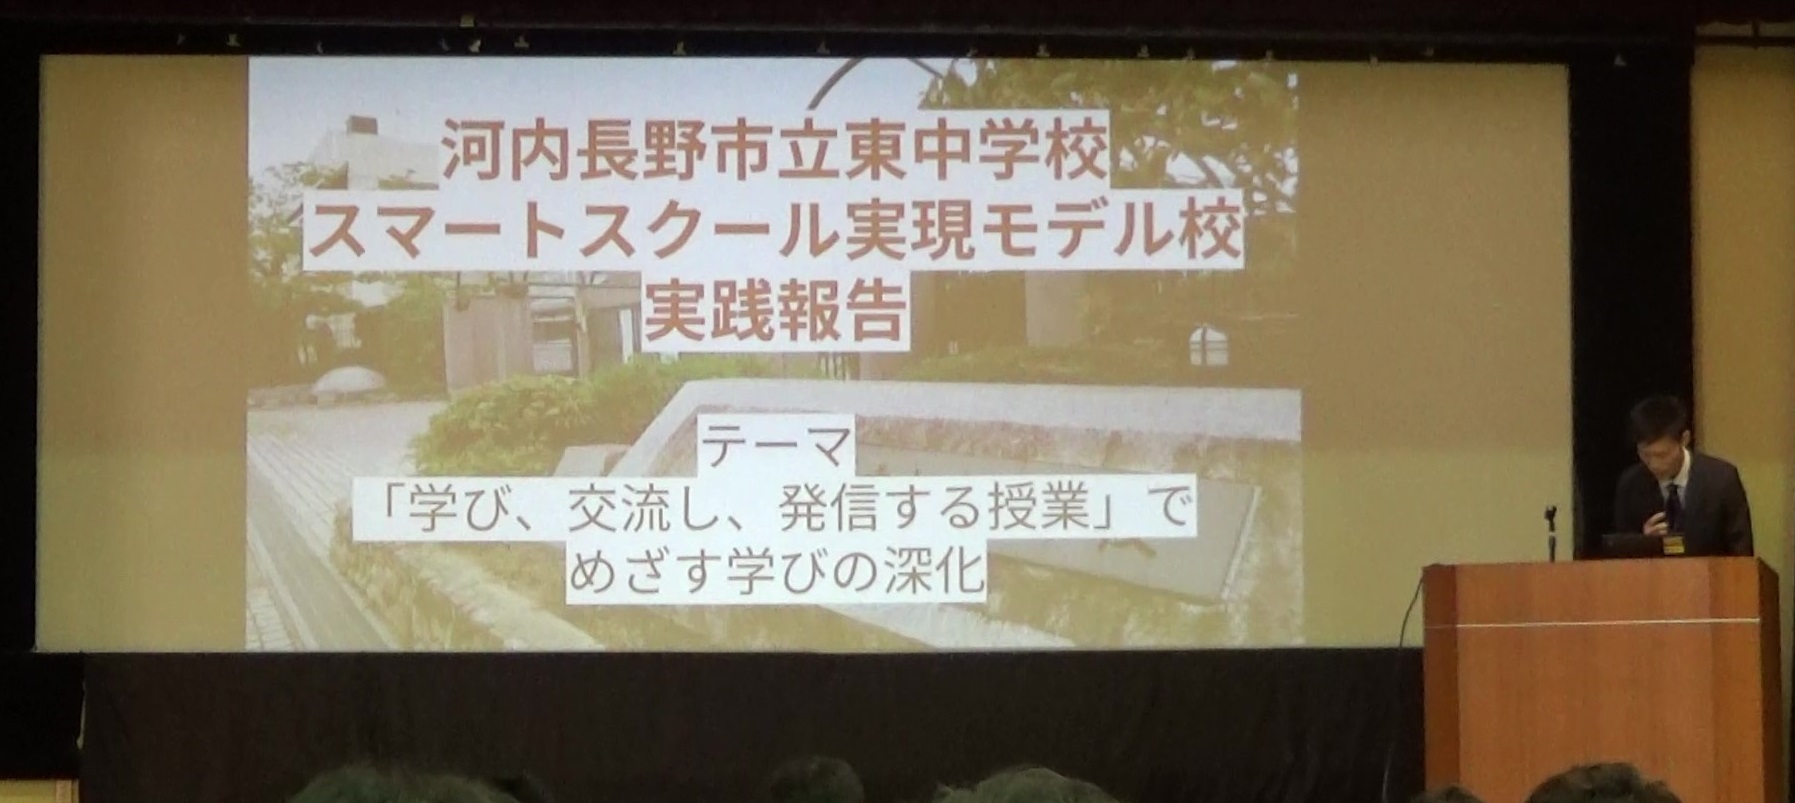 河内長野市立東中学校
スマートスクール実現モデル校
実践報告
テーマ
「学び、交流し、発信する授業」で
めざす学びの深化